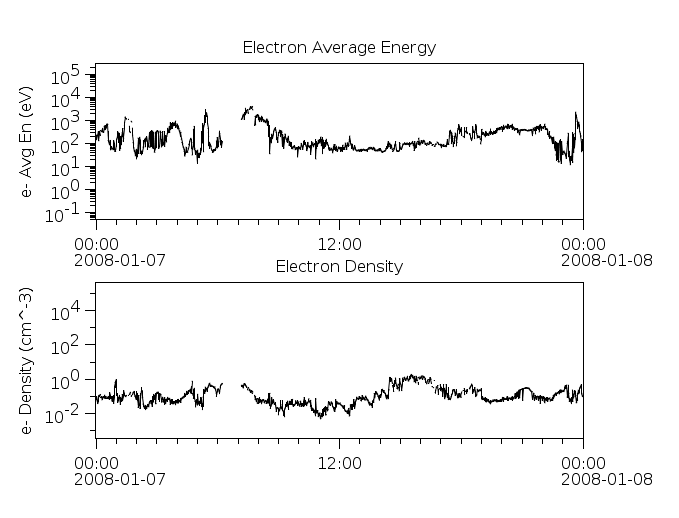 Electron Average Energy
e- Avg En (eV)
10^5
10^4
10^3
10^2
10^1
10^0
10^-1
00:00 12:00 00:00
2008-01-07 2008-01-08
Electron Density
e- Density (cm^-3)
10^4
10^2
10^0
10^-2
00:00 12:00 00:00
2008-01-07 2008-01-08